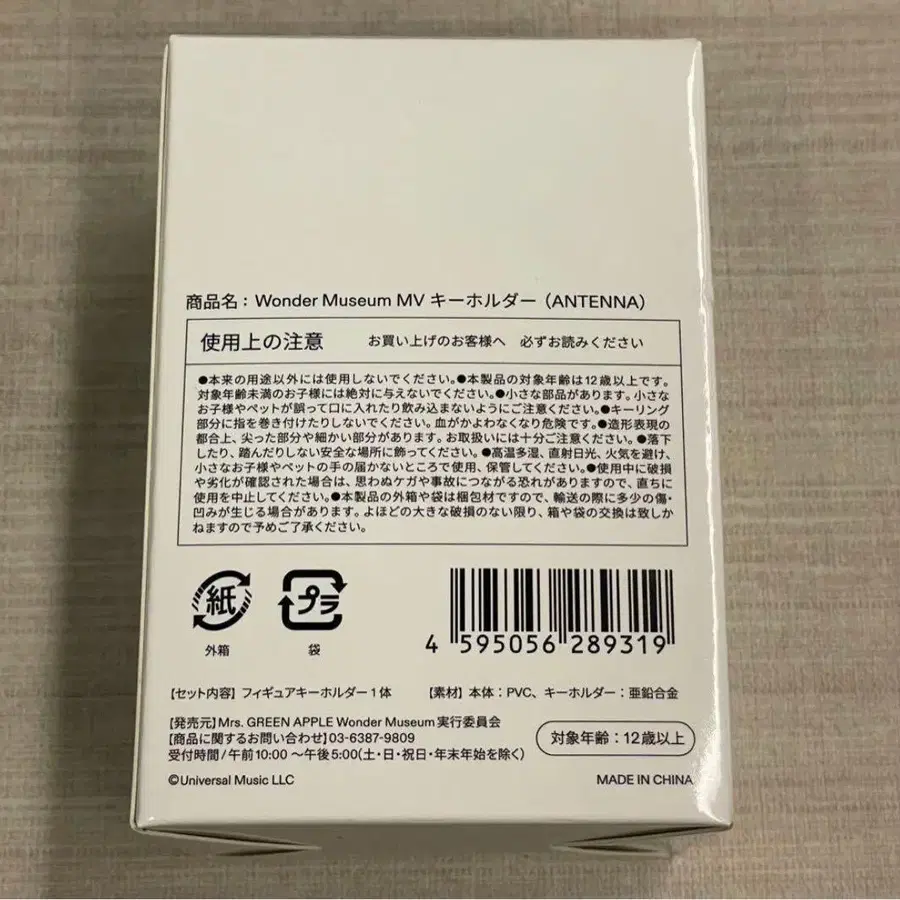 商品名：Wonder Museum MV キーホルダー（ANTENNA）
使用上の注意 お買い上げのお客様へ 必ずお読みください
●本来の用途以外には使用しないでください。●本製品の対象年齢は12歳以上です。
対象年齢未満のお子様には絶対に与えないでください。●小さな部品があります。小さな
お子様やペットが誤って口に入れたり飲み込まないようにご注意ください。●キーリング
部分に指を巻き付けたりしないでください。血がかよわなくなり危険です。●造形表現の
都合上、尖った部分や細かい部分があります。お取扱いには十分ご注意ください。●落下
したり、踏んだりしない安全な場所に飾ってください。●高温多湿、直射日光、火気を避け、
小さなお子様やペットの手の届かないところで使用、保管してください。●使用中に破損
や劣化が確認された場合は、思わぬケガや事故につながる恐れがありますので、直ちに
使用を中止してください。●本製品の外箱や袋は梱包材ですので、輸送の際に多少の傷・
凹みが生じる場合があります。よほどの大きな破損のない限り、箱や袋の交換は致しか
ねますので予めご了承ください。
紙 プラ
外箱 袋
4 595056 289319
【セット内容】フィギュアキーホルダー1体 【素材】本体：PVC、キーホルダー：亜鉛合金
【発売元】Mrs. GREEN APPLE Wonder Museum 実行委員会
【商品に関するお問い合わせ】03-6387-9809
受付時間/午前10:00 〜午後5:00(土・日・祝日・年末年始を除く)
対象年齢：12歳以上
©Universal Music LLC MADE IN CHINA